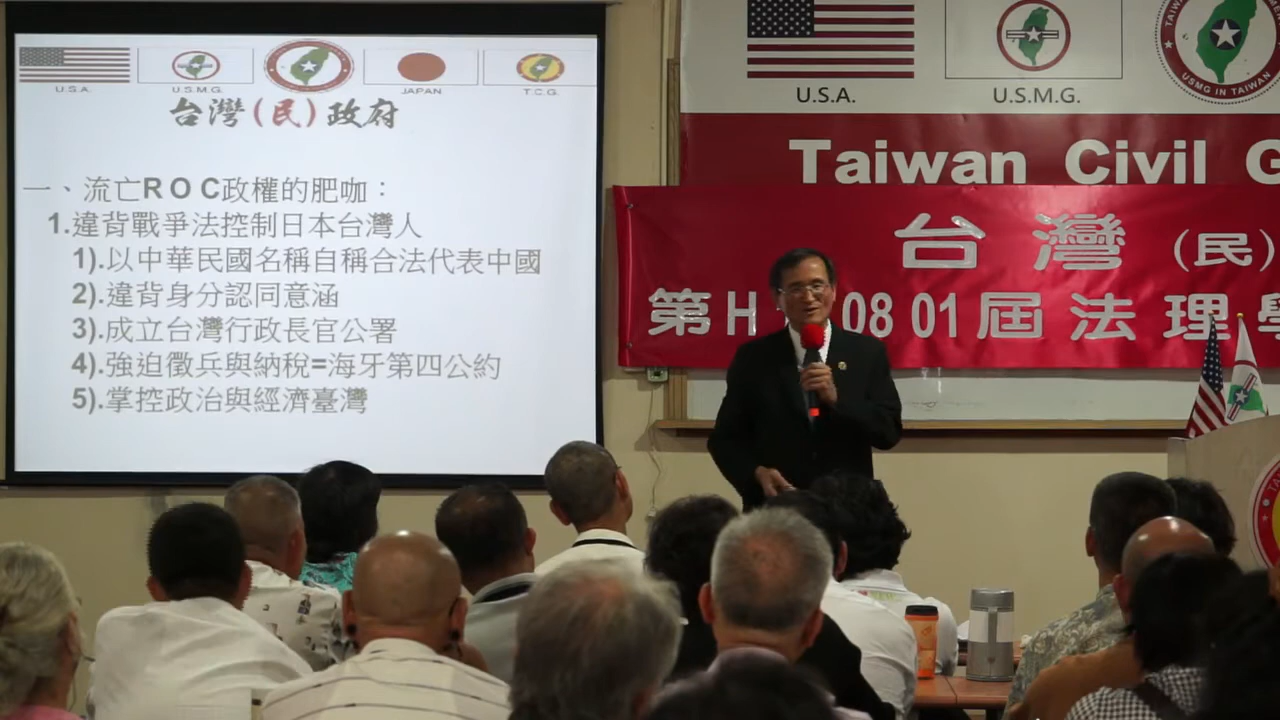 U.S.A.
U.S.M.G.
JAPAN
T.C.G.
台灣(民)政府
一、流亡R O C政權的肥咖：
1.違背戰爭法控制日本台灣人
1).以中華民國名稱自稱合法代表中國
2).違背身分認同意涵
3).成立台灣行政長官公署
4).強迫徵兵與納稅=海牙第四公約
5).掌控政治與經濟臺灣
U.S.A.
U.S.M.G.
USMG IN TAIWAN
Taiwan Civil G
台灣(民)
第H 08 01屆法理學